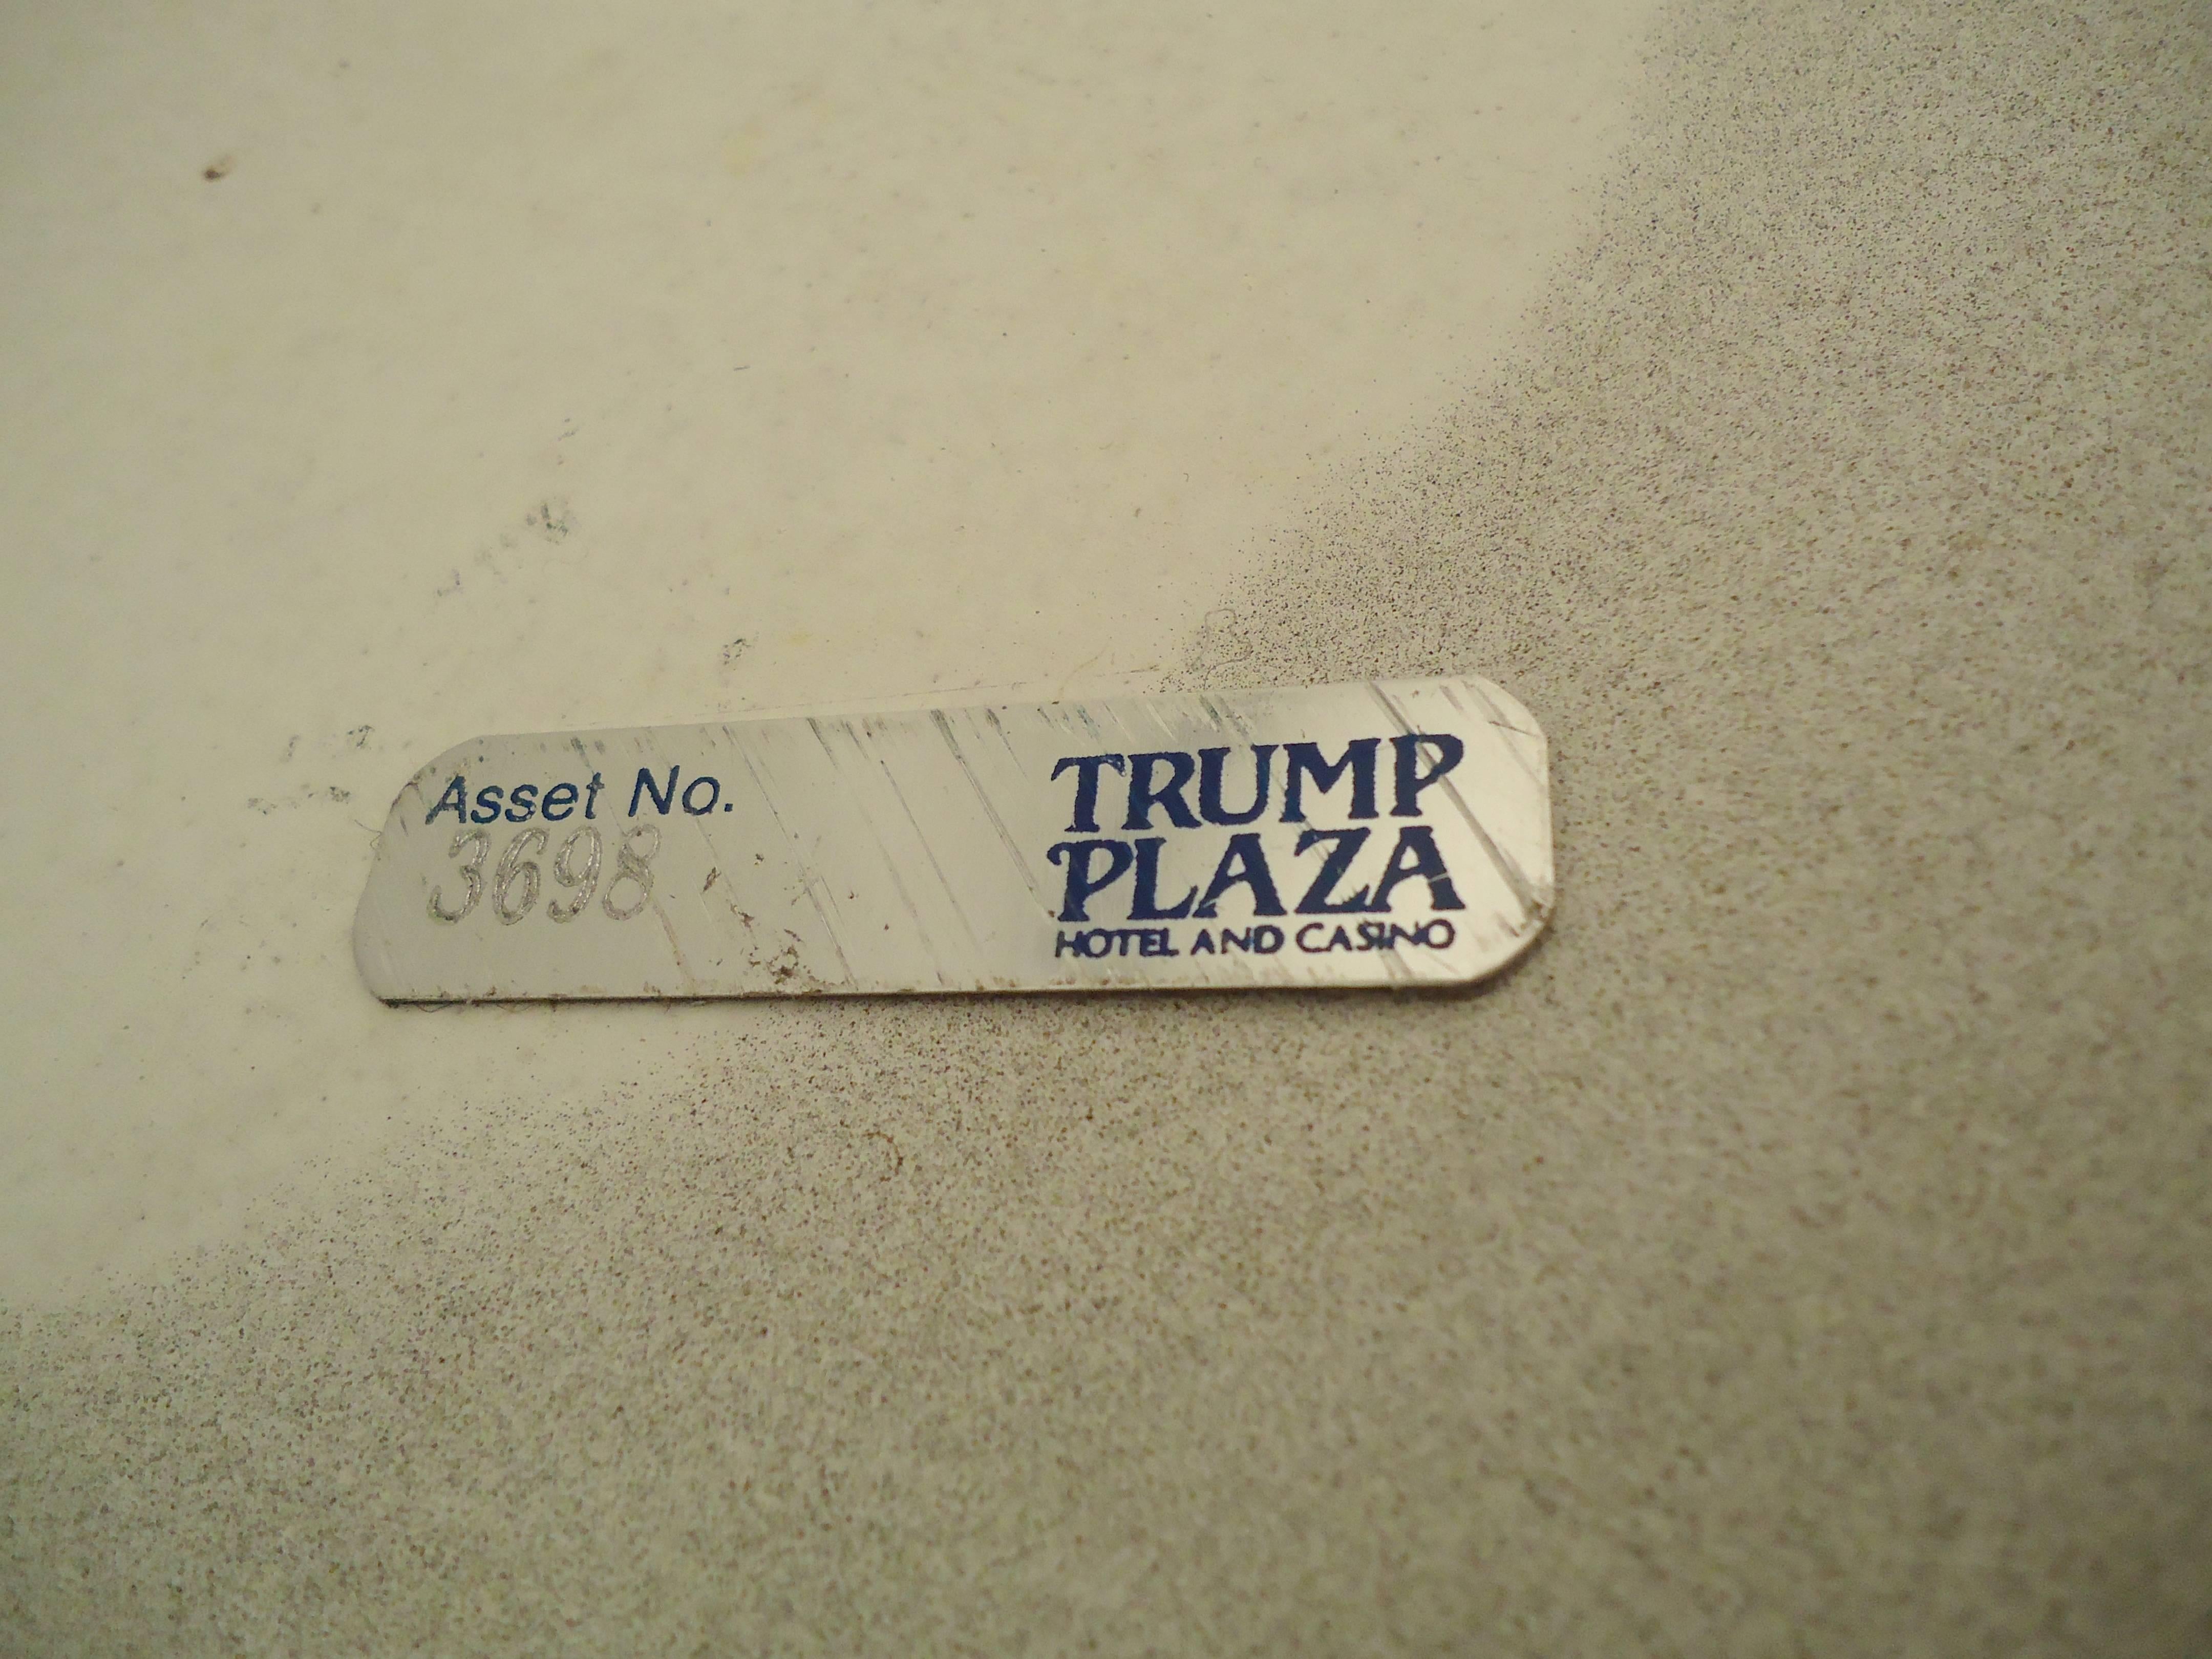 Asset No.
3698
TRUMP
PLAZA
HOTEL AND CASINO